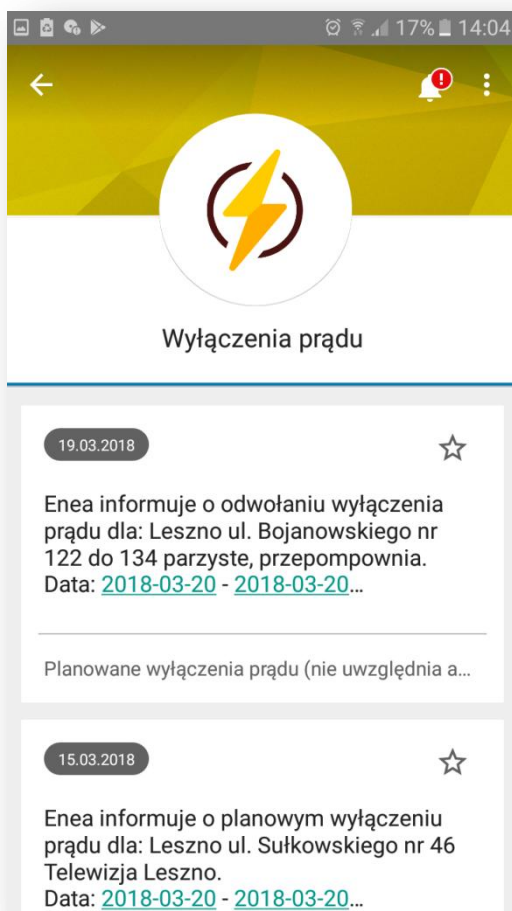 17% 14:04
Wyłączenia prądu
19.03.2018
Enea informuje o odwołaniu wyłączenia
prądu dla: Leszno ul. Bojanowskiego nr
122 do 134 parzyste, przepompownia.
Data: 2018-03-20 - 2018-03-20...
Planowane wyłączenia prądu (nie uwzględnia a...
15.03.2018
Enea informuje o planowym wyłączeniu
prądu dla: Leszno ul. Sułkowskiego nr 46
Telewizja Leszno.
Data: 2018-03-20 - 2018-03-20...